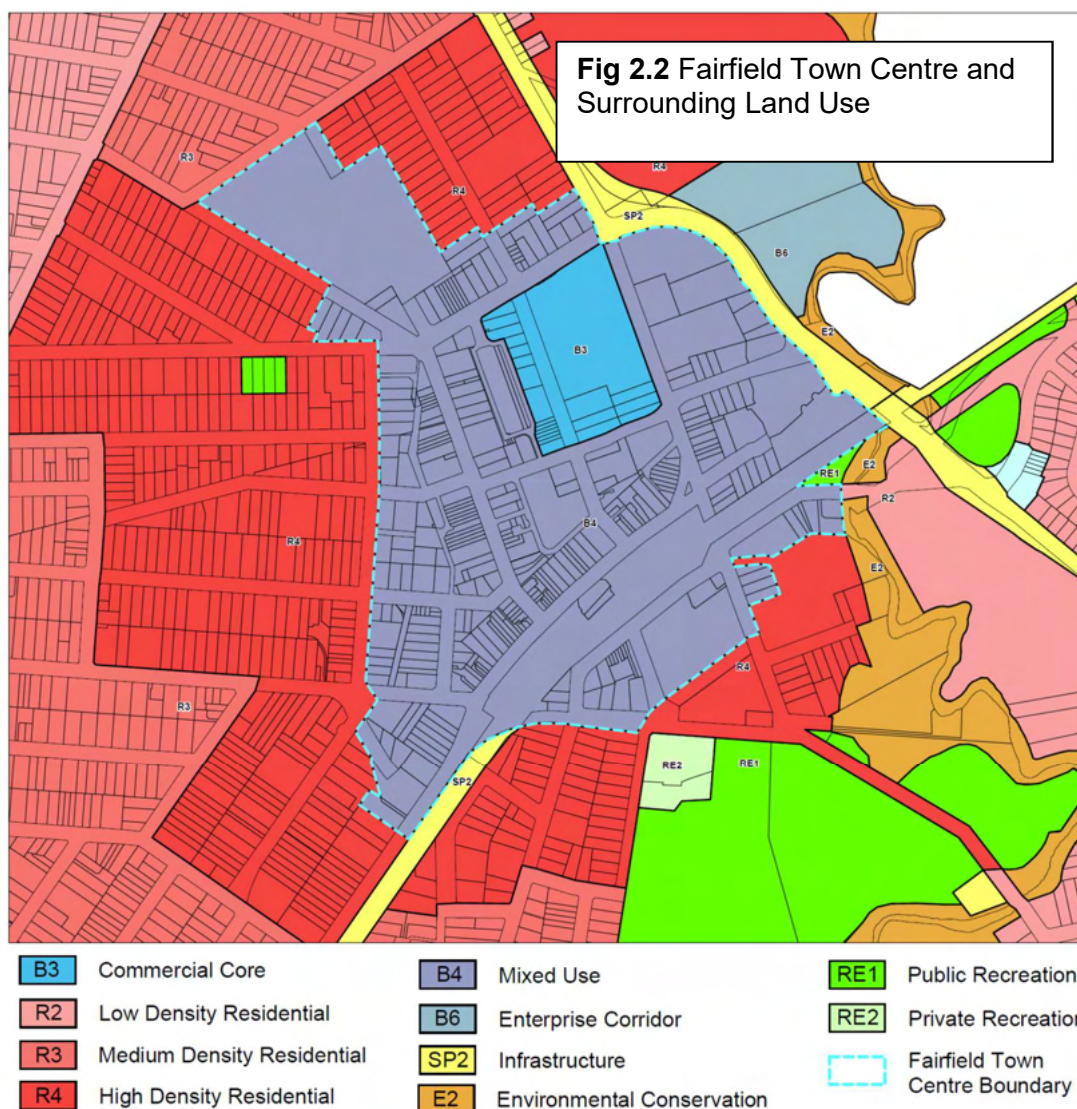 Fig 2.2 Fairfield Town Centre and
Surrounding Land Use
R3
R4
R4
SP2
B6
B3
E2
RE1
E2
R2
B4
R4
E2
R4
R3
SP2
RE2
RE1
B3 Commercial Core
R2 Low Density Residential
R3 Medium Density Residential
R4 High Density Residential
B4 Mixed Use
B6 Enterprise Corridor
SP2 Infrastructure
E2 Environmental Conservation
RE1 Public Recreation
RE2 Private Recreation
Fairfield Town
Centre Boundary